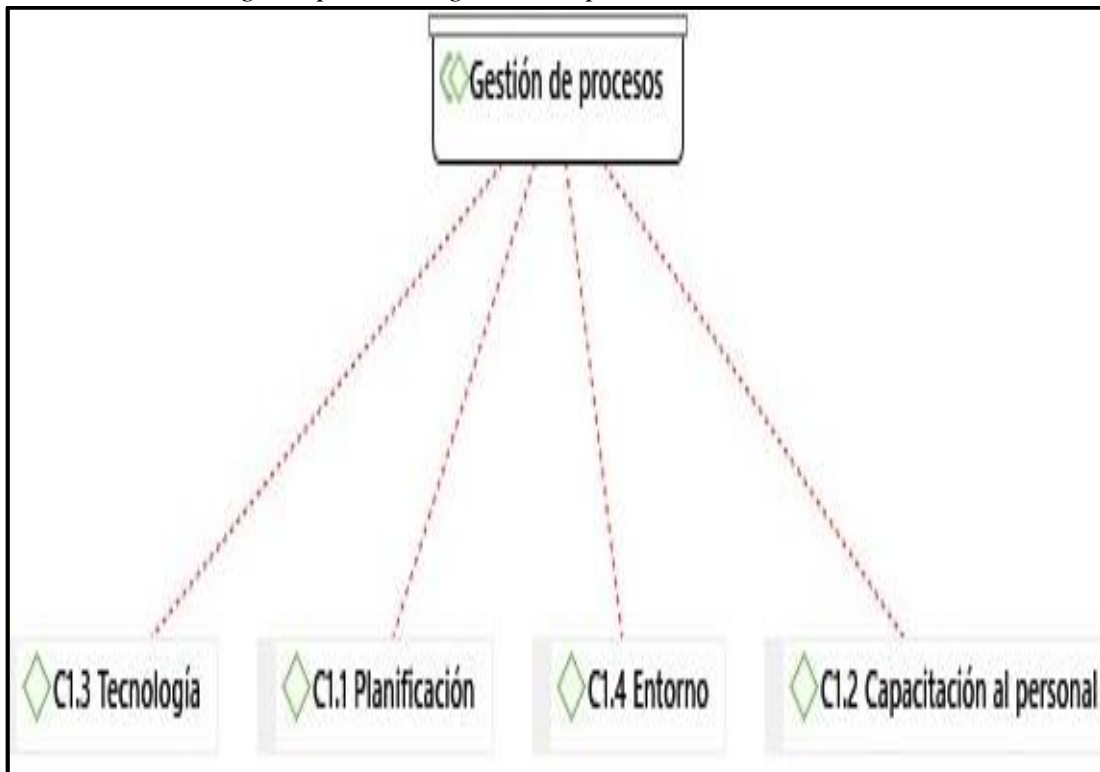 Gestión de procesos
C1.3 Tecnología
C1.1 Planificación
C1.4 Entorno
C1.2 Capacitación al personal